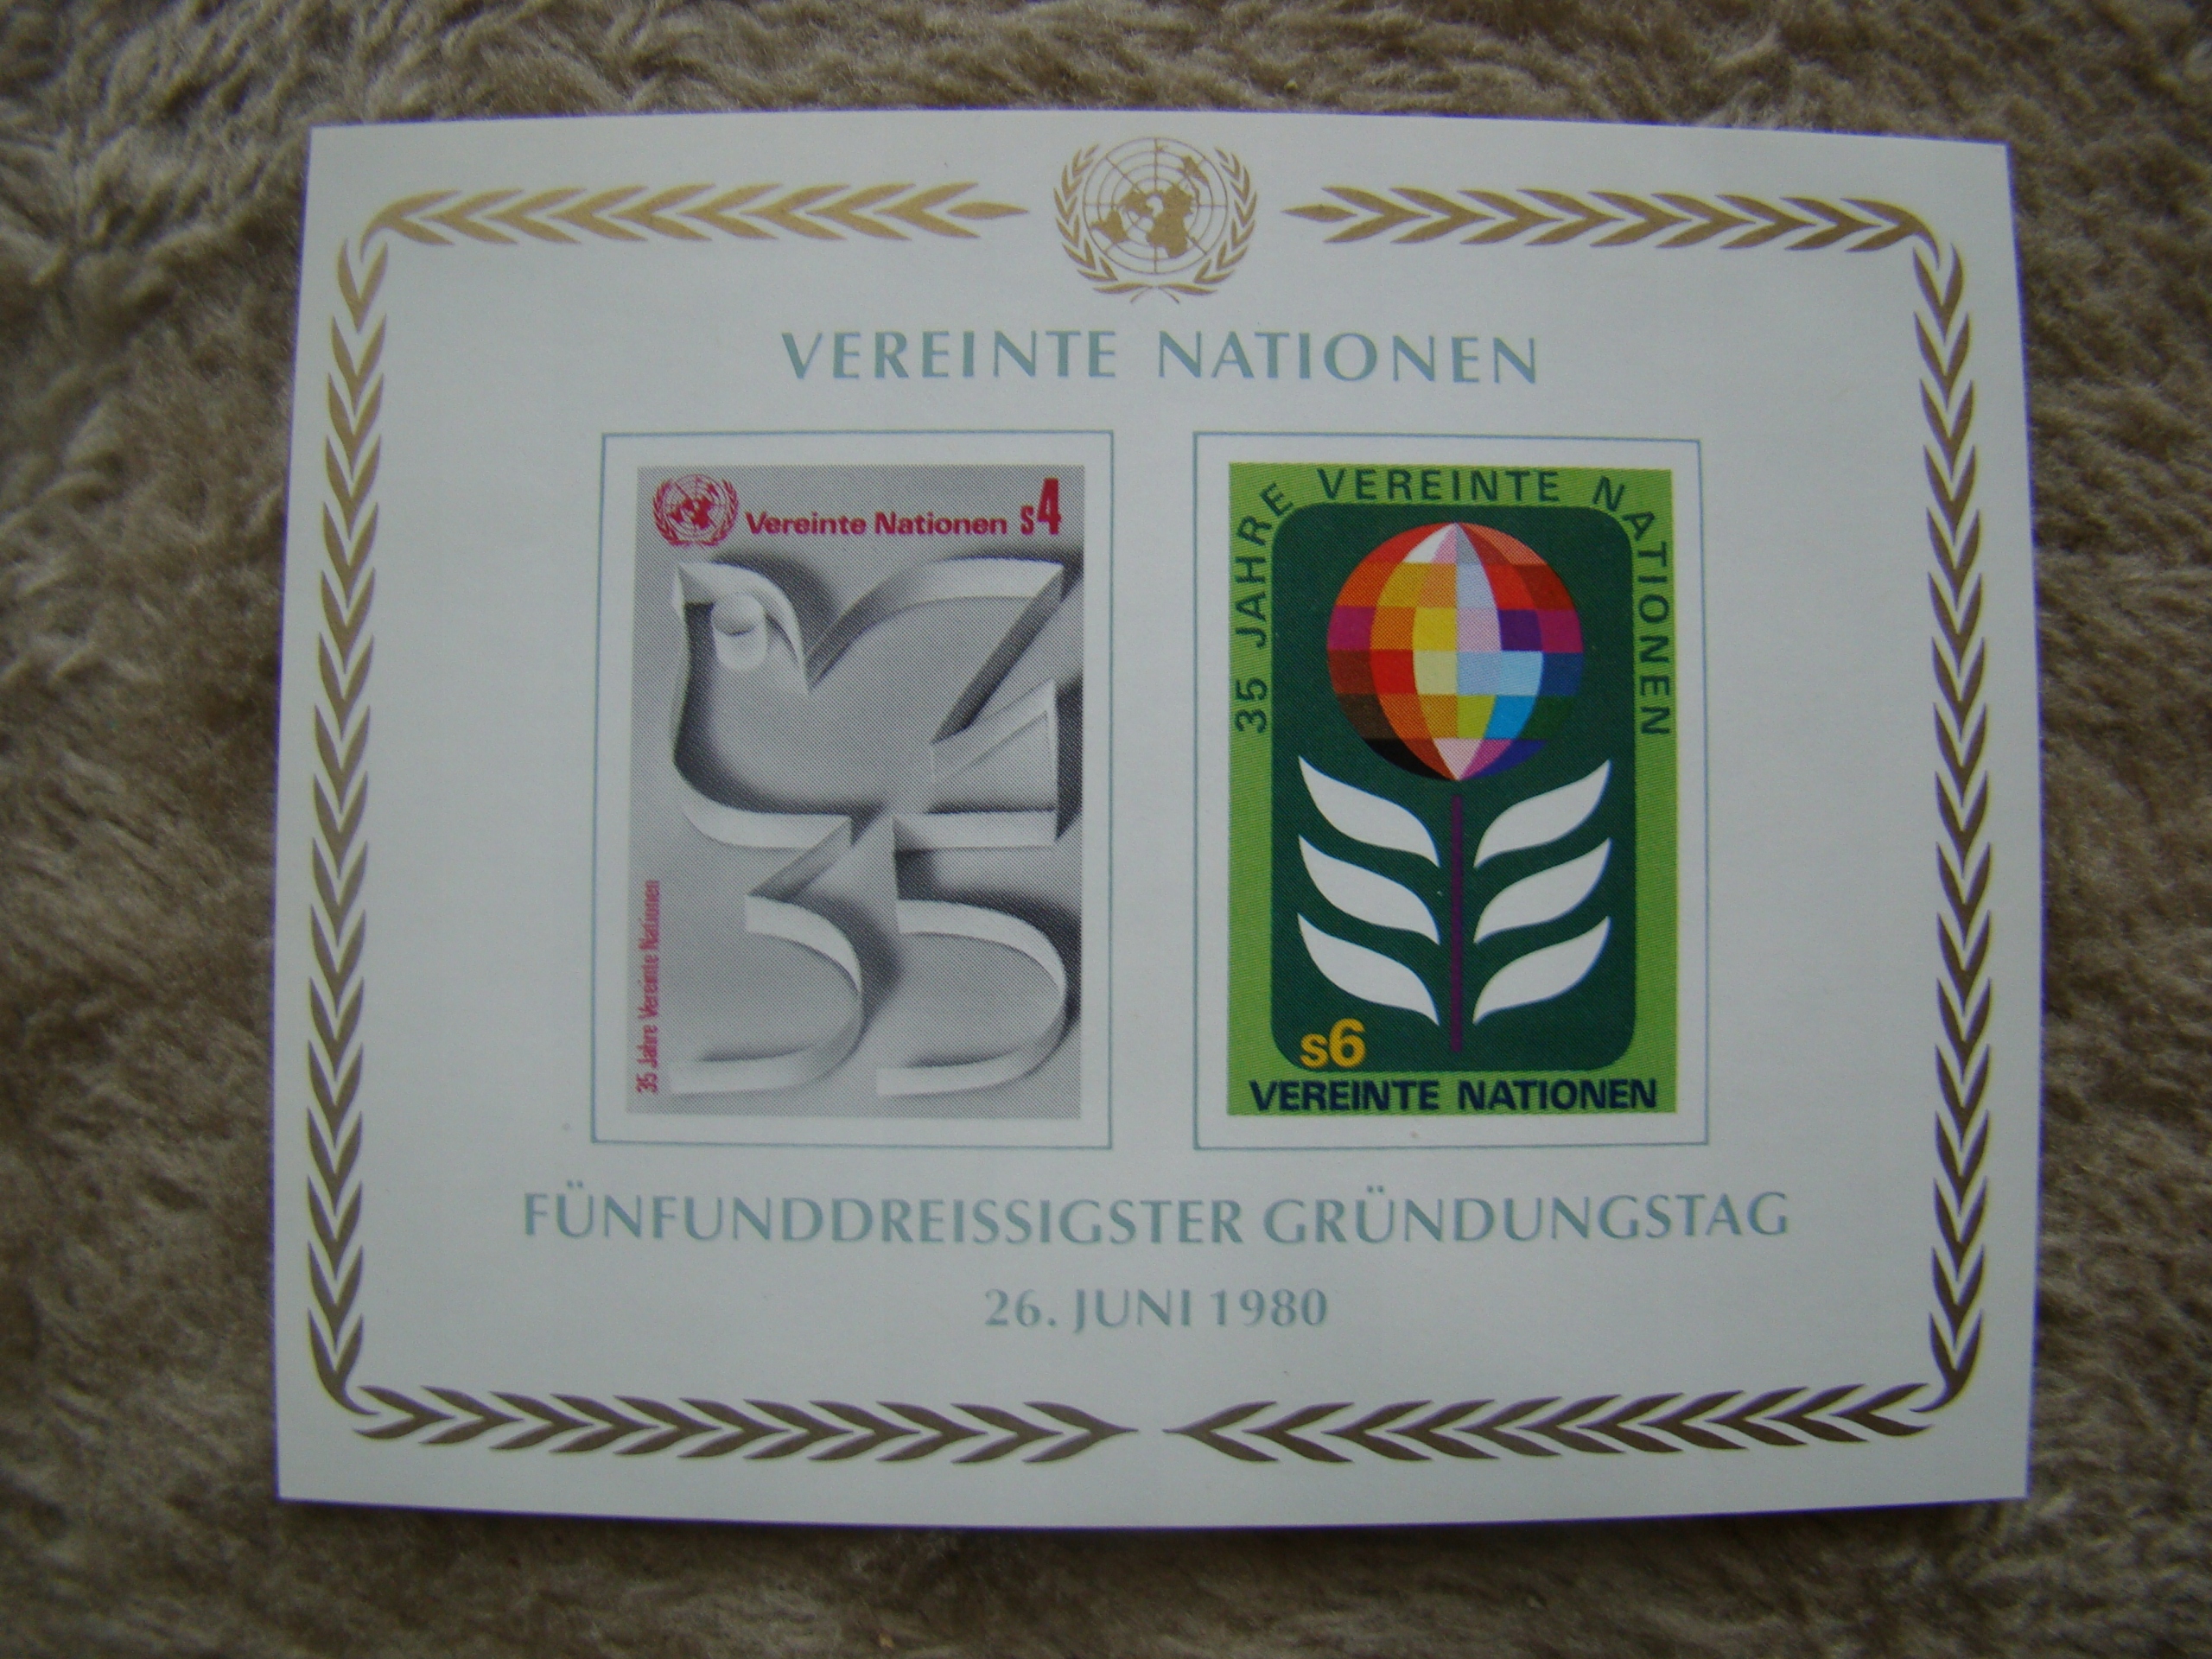 VEREINTE NATIONEN
Vereinte Nationen s4
35 Jahre Vereinte Nationen
35
35 JAHRE VEREINTE NATIONEN
s6
VEREINTE NATIONEN
FÜNFUNDDREISSIGSTER GRÜNDUNGSTAG
26. JUNI 1980